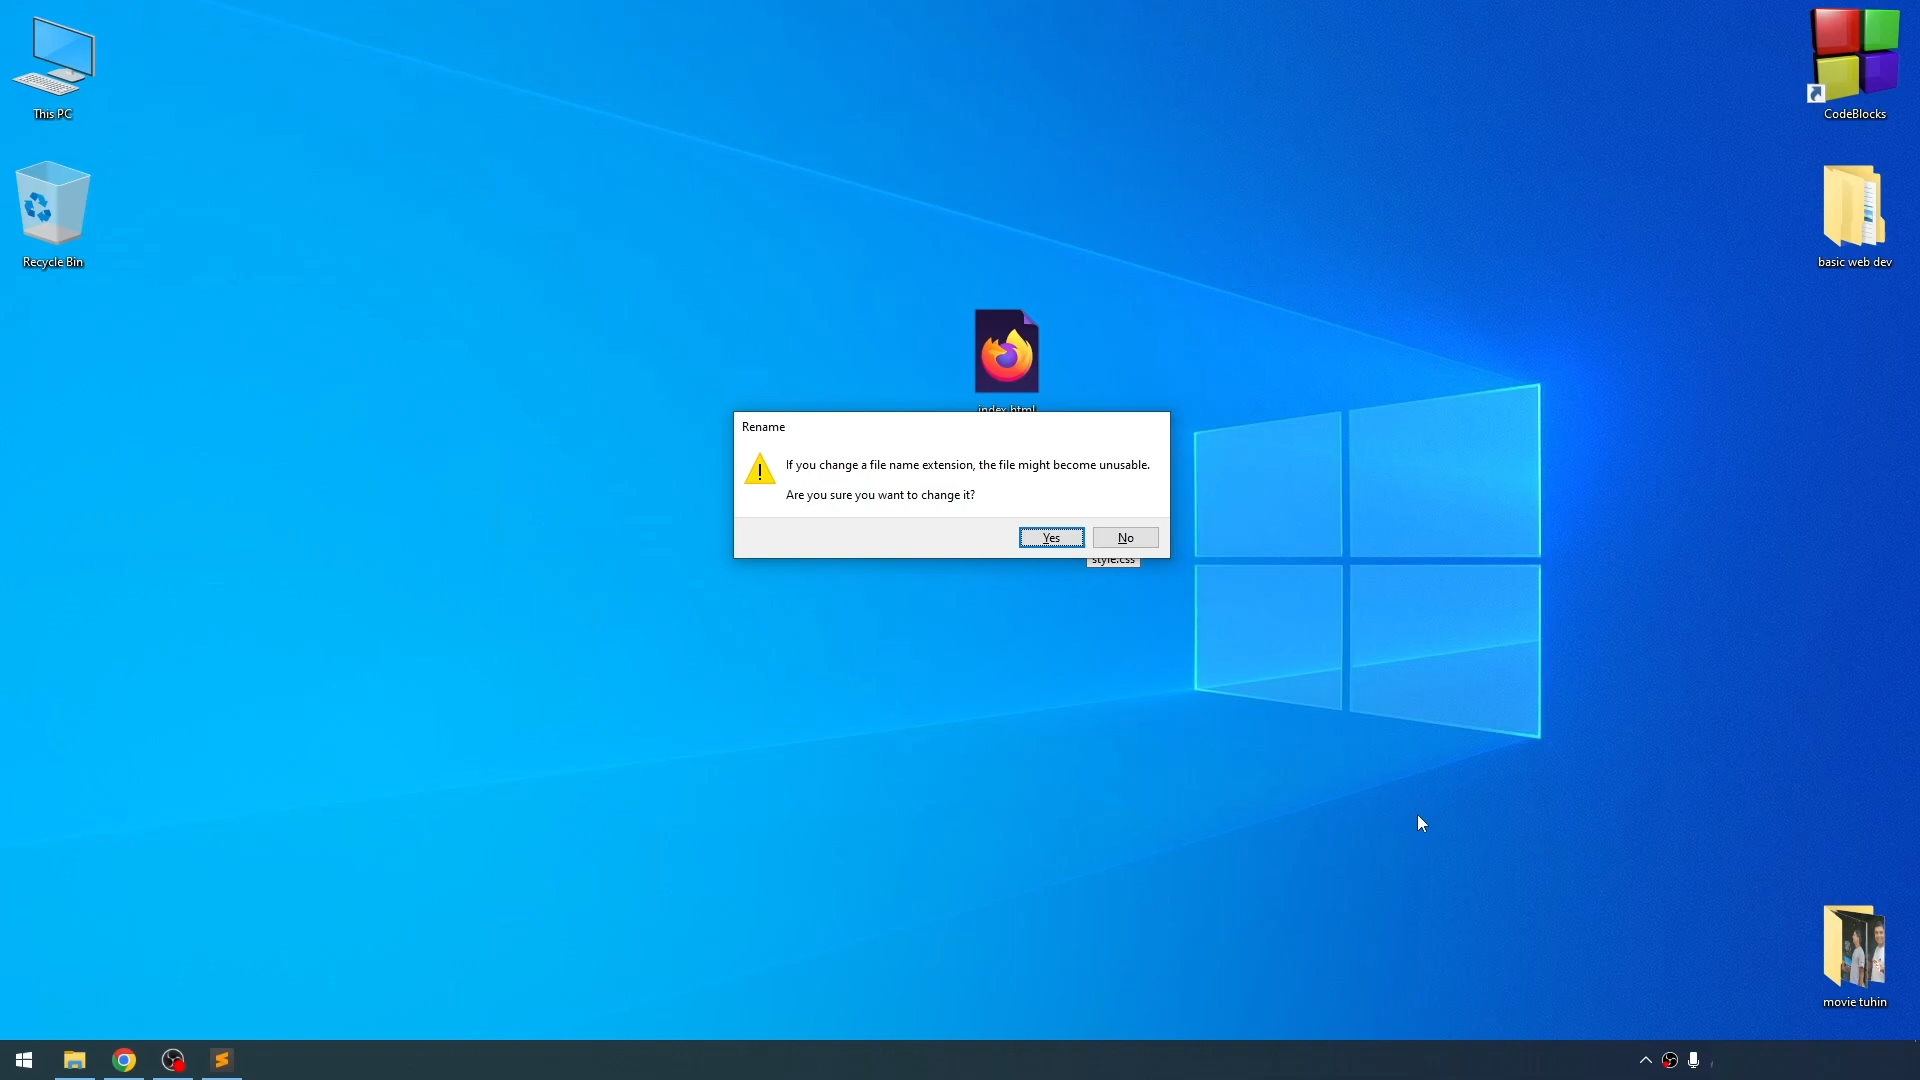 This PC
CodeBlocks
Recycle Bin
basic web dev
index.html
Rename
If you change a file name extension, the file might become unusable.
Are you sure you want to change it?
Yes
No
style.css
movie tuhin